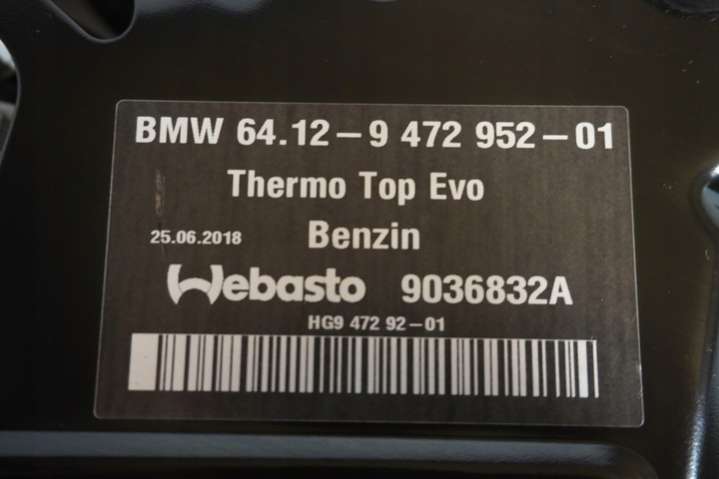 BMW 64.12-9 472 952-01
Thermo Top Evo
25.06.2018 Benzin
Webasto 9036832A
HG9 472 92-01